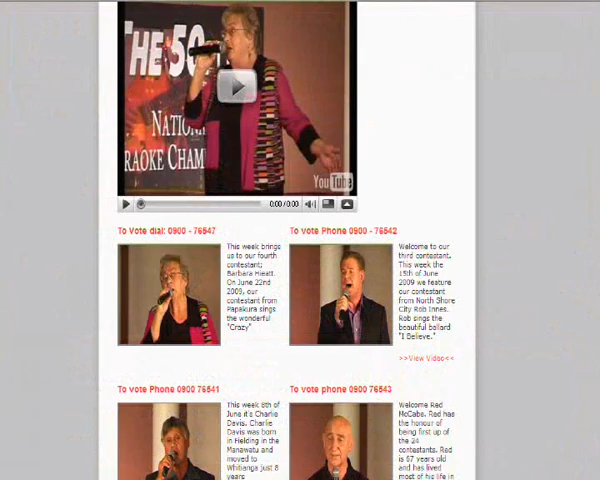 THE 50
NATION
RAOKE CHAM
YouTube
0:00 / 0:00
To Vote dial: 0900 - 76547
This week brings
us to our fourth
contestant;
Barbara Hieatt.
On June 22nd
2009, our
contestant from
Papakura sings
the wonderful
"Crazy"
To vote Phone 0900 - 76542
Welcome to our
third contestant.
This week the
15th of June
2009 we feature
our contestant
from North Shore
City Rob Innes.
Rob sings the
beautiful ballard
"I Believe."
>>View Video<<
To vote Phone 0900 76541
This week 8th of
June it's Charlie
Davis. Charlie
Davis was born
in Fielding in the
Manawatu and
moved to
Whitianga just 8
years
To vote phone 0900 76543
Welcome Red
McCabe. Red has
the honour of
being first up of
the 24
contestants. Red
is 67 years old
and has lived
most of his life in